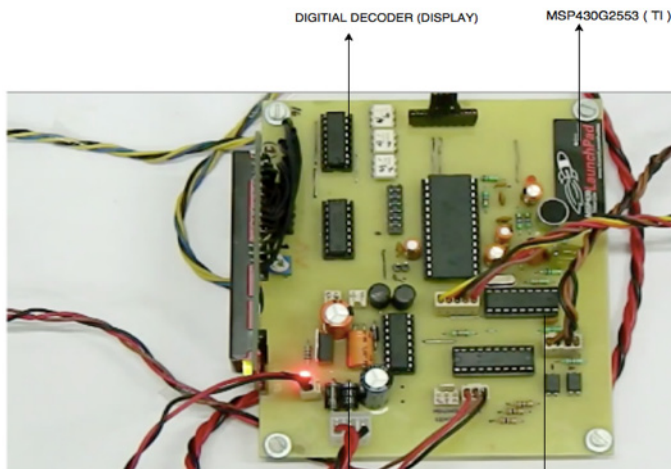 DIGITIAL DECODER (DISPLAY)
MSP430G2553 ( TI )
LaunchPad